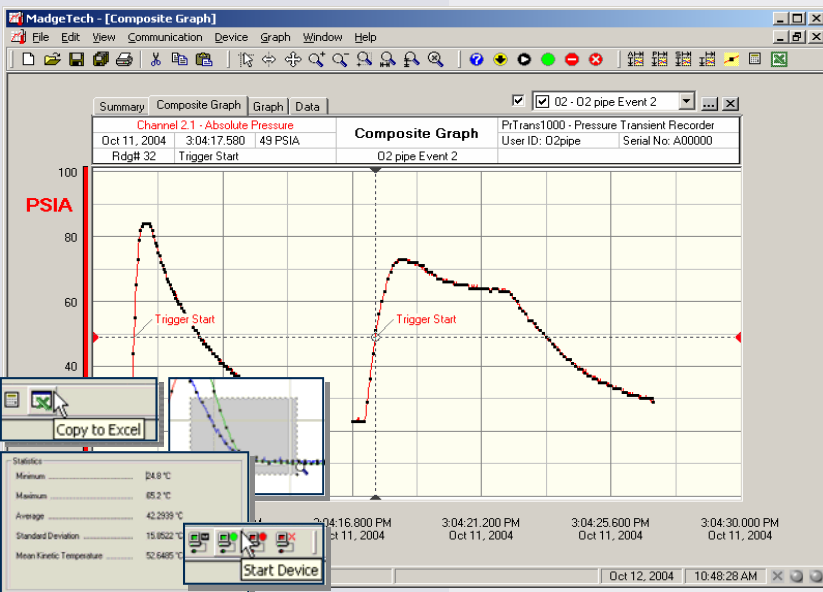 MadgeTech - [Composite Graph]
File Edit View Communication Device Graph Window Help
Summary Composite Graph Graph Data
02 - O2 pipe Event 2
Channel 2.1 - Absolute Pressure
Oct 11, 2004 3:04:17.580 49 PSIA
Rdg# 32 Trigger Start
Composite Graph
O2 pipe Event 2
PrTrans1000 - Pressure Transient Recorder
User ID: O2pipe Serial No: A00000
100
PSIA
80
60
40
Trigger Start
Trigger Start
Copy to Excel
Statistics
Minimum 24.8 °C
Maximum 65.2 °C
Average 42.2939 °C
Standard Deviation 15.8522 °C
Mean Kinetic Temperature 52.6485 °C
Start Device
3:04:16.800 PM 3:04:21.200 PM 3:04:25.600 PM 3:04:30.000 PM
Oct 11, 2004 Oct 11, 2004 Oct 11, 2004 Oct 11, 2004
Oct 12, 2004 10:48:28 AM